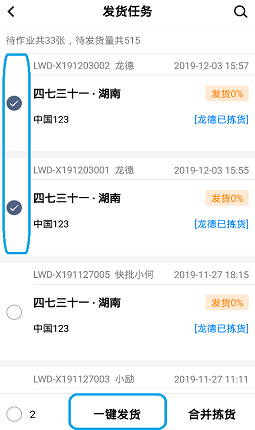 发货任务
待作业共33张，待发货量共515
LWD-X191203002 龙德 2019-12-03 15:57
四七三十一·湖南 发货0%
中国123 [龙德已拣货]
LWD-X191203001 龙德 2019-12-03 15:55
四七三十一·湖南 发货0%
中国123 [龙德已拣货]
LWD-X191127005 快批小何 2019-11-27 18:15
四七三十一·湖南 发货0%
中国123 [龙德已拣货]
LWD-X191127003 小励 2019-11-27 11:11
2 一键发货 合并拣货